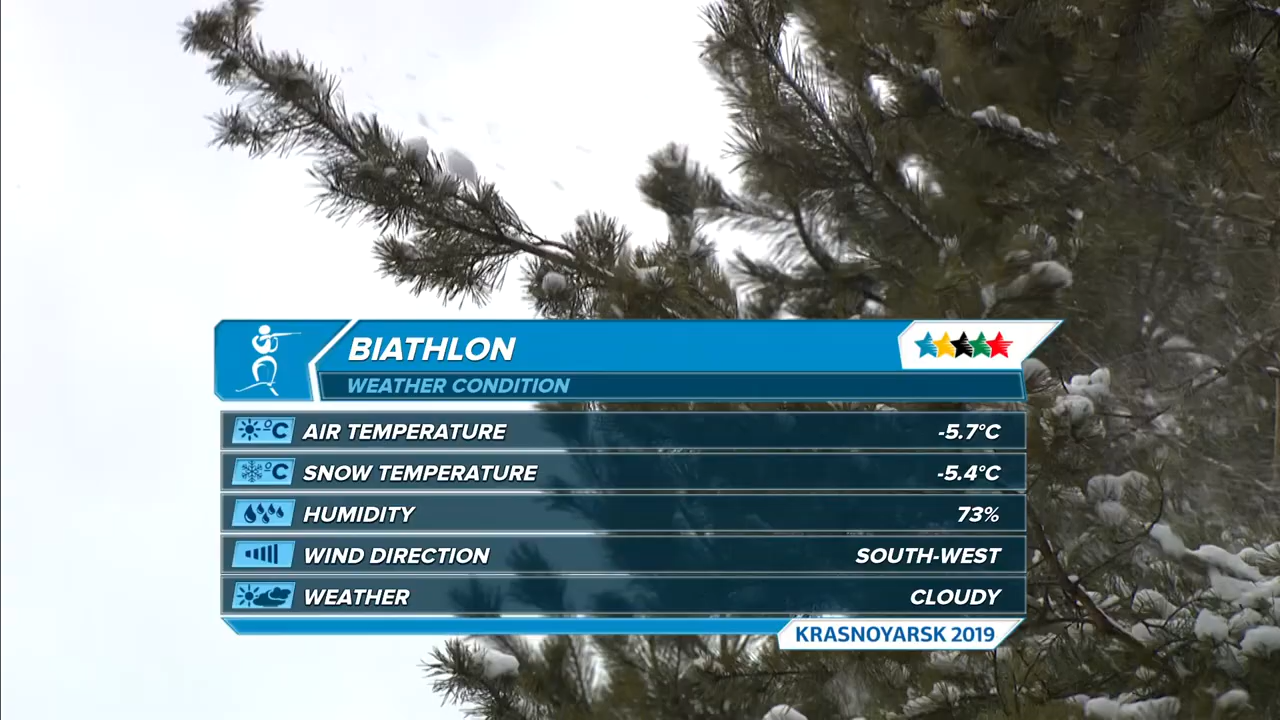 BIATHLON
WEATHER CONDITION
°C AIR TEMPERATURE -5.7°C
°C SNOW TEMPERATURE -5.4°C
HUMIDITY 73%
WIND DIRECTION SOUTH-WEST
WEATHER CLOUDY
KRASNOYARSK 2019